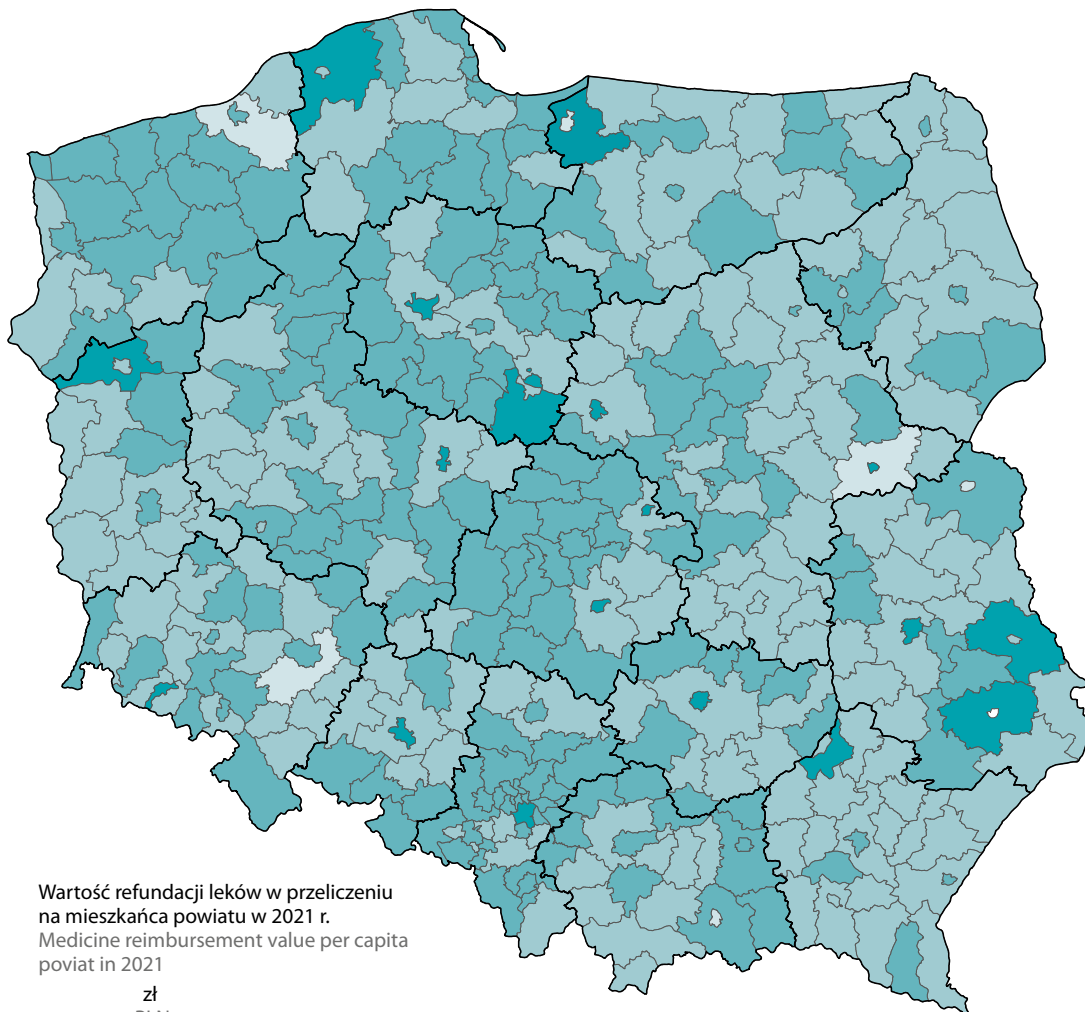 Wartość refundacji leków w przeliczeniu
na mieszkańca powiatu w 2021 r.
Medicine reimbursement value per capita
poviat in 2021
zł